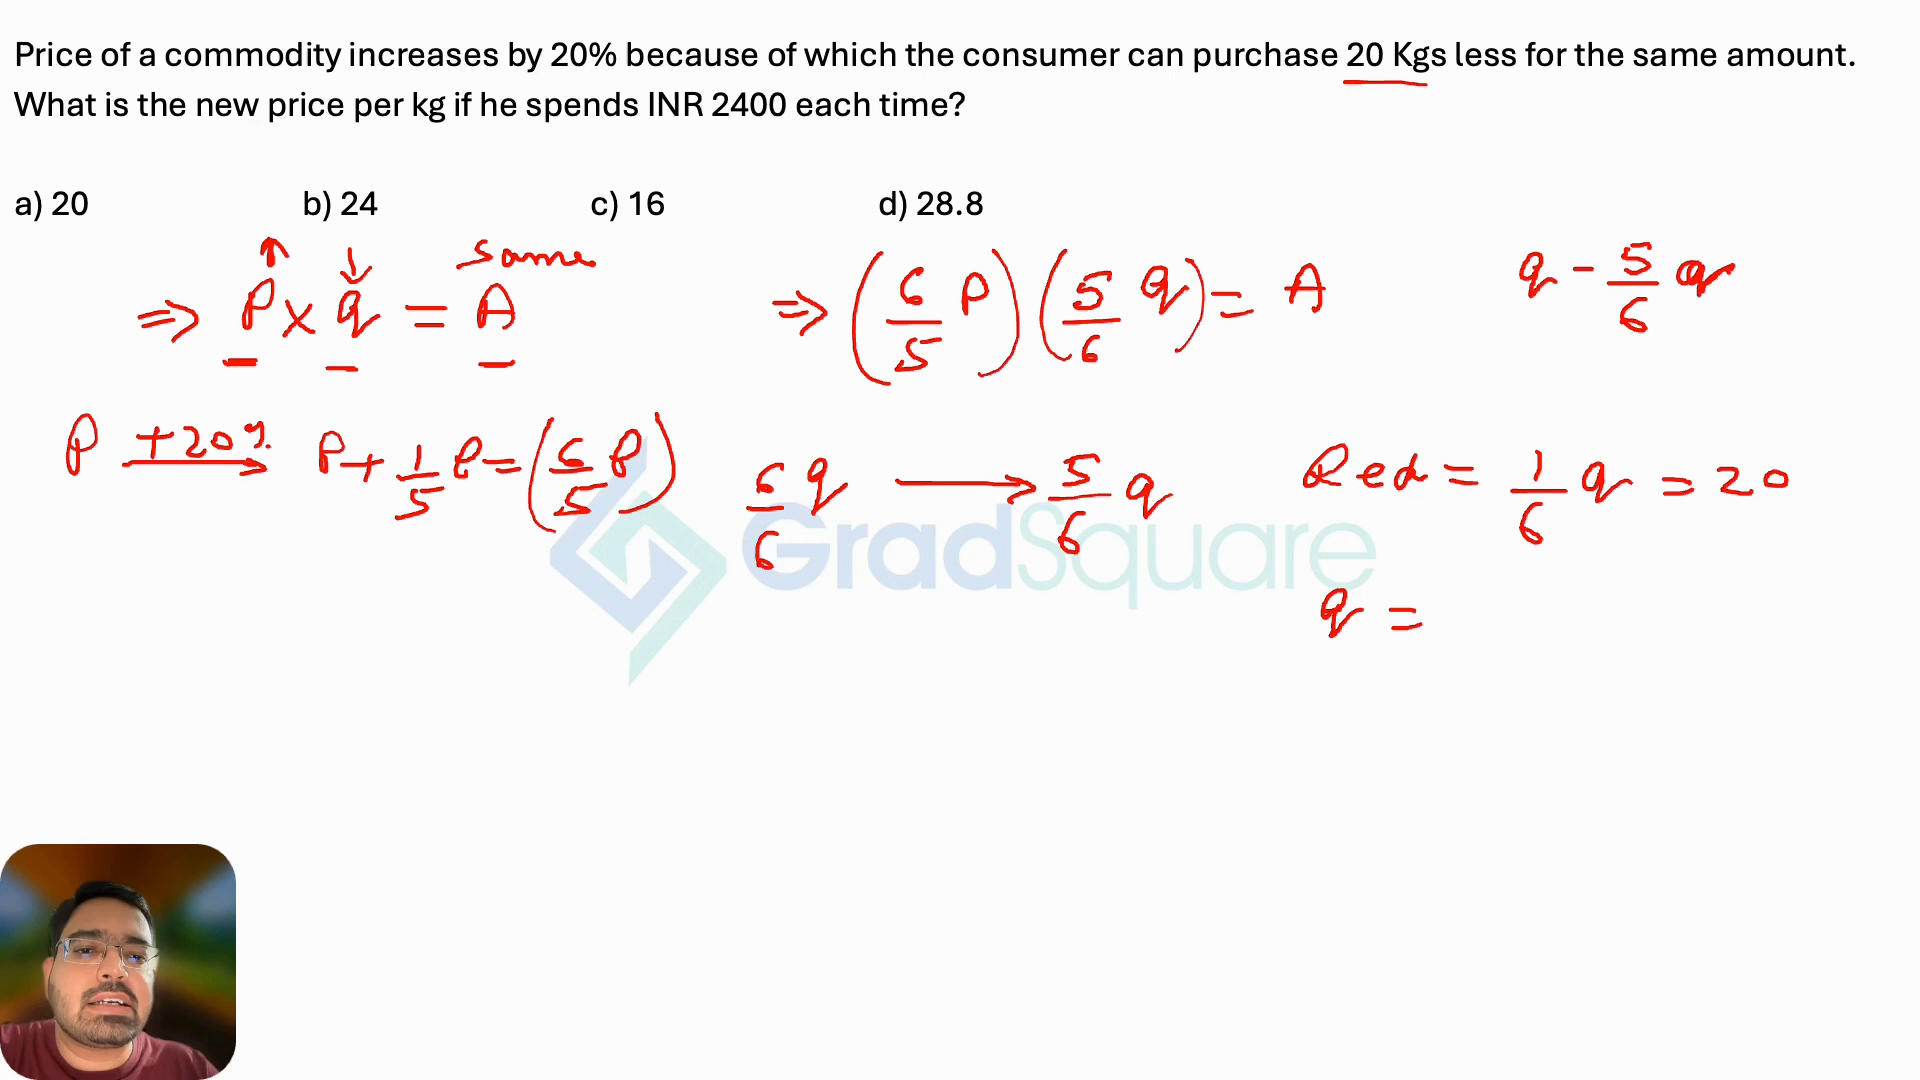 Price of a commodity increases by 20% because of which the consumer can purchase 20 Kgs less for the same amount.
What is the new price per kg if he spends INR 2400 each time?
a) 20 b) 24 c) 16 d) 28.8
↑ ↓ same
⇒ P × q = A
⇒ (6/5 P) (5/6 q) = A
q - 5/6 q
P +20%→ P + 1/5 P = (6/5 P)
6/6 q → 5/6 q
Red = 1/6 q = 20
GradSquare
q =